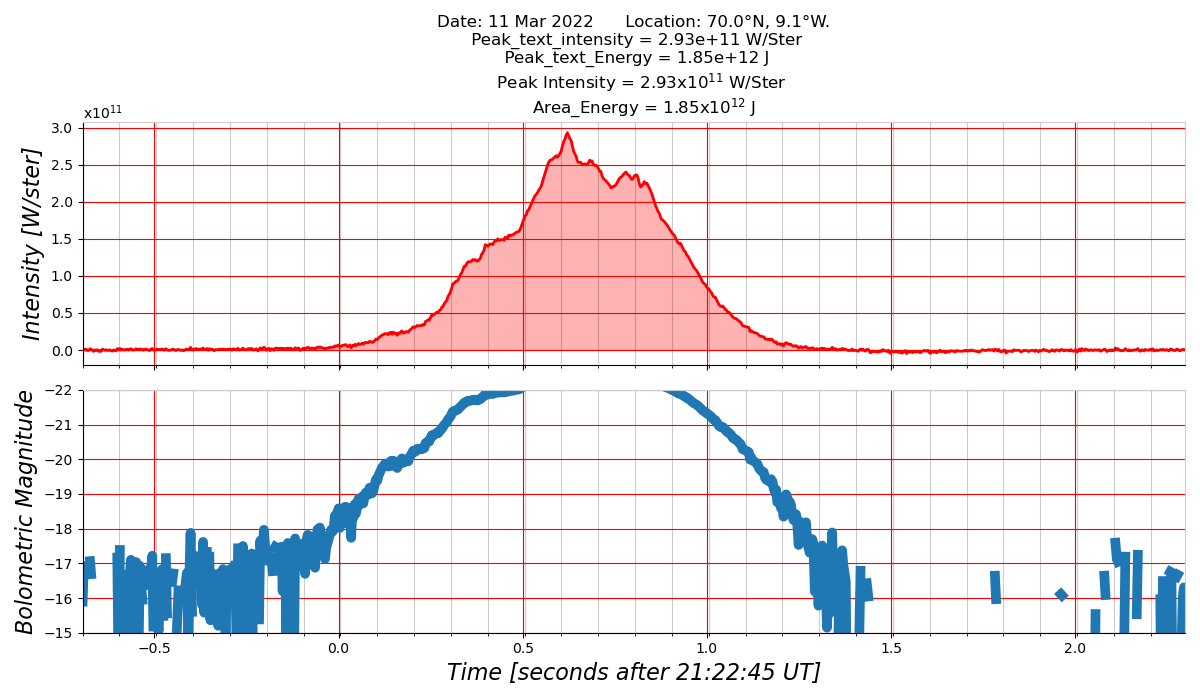 Date: 11 Mar 2022 Location: 70.0°N, 9.1°W.
Peak_text_intensity = 2.93e+11 W/Ster
Peak_text_Energy = 1.85e+12 J
Peak Intensity = 2.93x10¹¹ W/Ster
Area_Energy = 1.85x10¹² J
x10¹¹
3.0
2.5
2.0
1.5
1.0
0.5
0.0
Intensity [W/ster]
−22
−21
−20
−19
−18
−17
−16
−15
Bolometric Magnitude
−0.5 0.0 0.5 1.0 1.5 2.0
Time [seconds after 21:22:45 UT]